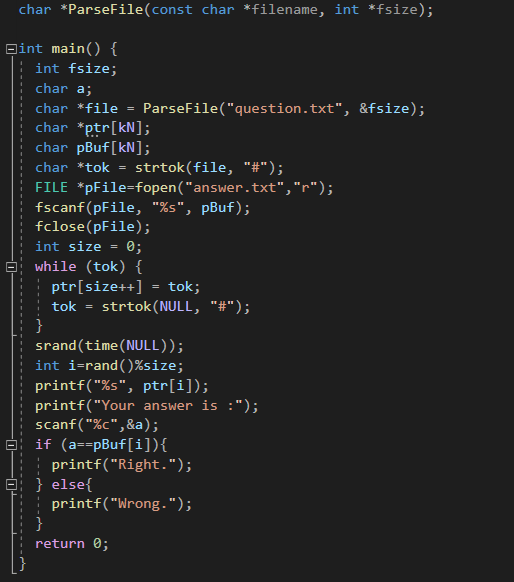 char *ParseFile(const char *filename, int *fsize);
int main() {
int fsize;
char a;
char *file = ParseFile("question.txt", &fsize);
char *ptr[kN];
char pBuf[kN];
char *tok = strtok(file, "#");
FILE *pFile=fopen("answer.txt","r");
fscanf(pFile, "%s", pBuf);
fclose(pFile);
int size = 0;
while (tok) {
ptr[size++] = tok;
tok = strtok(NULL, "#");
}
srand(time(NULL));
int i=rand()%size;
printf("%s", ptr[i]);
printf("Your answer is :");
scanf("%c",&a);
if (a==pBuf[i]){
printf("Right.");
} else{
printf("Wrong.");
}
return 0;
}